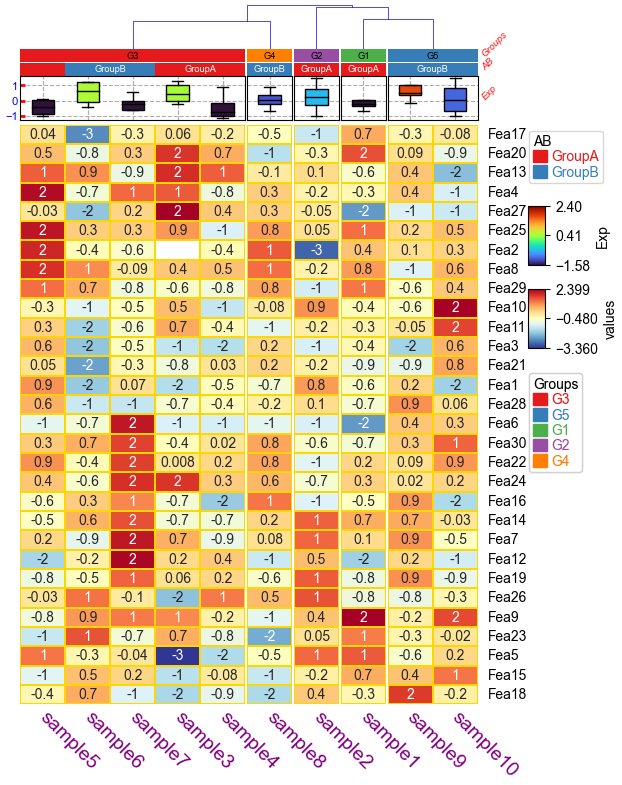 Groups
G3 G4 G2 G1 G5
AB
GroupB GroupA GroupB GroupA GroupA GroupB
Exp
1
0
−1
0.04 -3 -0.3 0.06 -0.2 -0.5 -1 0.7 -0.3 -0.08 Fea17
0.5 -0.8 0.3 2 0.7 -1 -0.3 2 0.09 -0.9 Fea20
1 0.9 -0.9 2 1 -0.1 0.1 -0.6 0.4 -2 Fea13
2 -0.7 1 1 -0.8 0.3 -0.2 -0.3 0.4 -1 Fea4
-0.03 -2 0.2 2 0.4 0.3 -0.05 -2 -1 -1 Fea27
2 0.3 0.3 0.9 -1 0.8 0.05 1 0.2 0.5 Fea25
2 -0.4 -0.6 -0.4 1 -3 0.4 0.1 0.3 Fea2
2 1 -0.09 0.4 0.5 1 -0.2 0.8 -1 0.6 Fea8
1 0.7 -0.8 -0.6 -0.8 0.8 -1 1 -0.6 0.4 Fea29
-0.3 -1 -0.5 0.5 -1 -0.08 0.9 -0.4 -0.6 2 Fea10
0.3 -2 -0.6 0.7 -0.4 -1 -0.2 -0.3 -0.05 2 Fea11
0.6 -2 -0.5 -1 -2 0.2 -1 -0.4 -2 0.6 Fea3
0.05 -2 -0.3 -0.8 0.03 0.2 -0.2 -0.9 -0.9 0.8 Fea21
0.9 -2 0.07 -2 -0.5 -0.7 0.8 -0.6 0.2 -2 Fea1
0.6 -1 -1 -0.7 -0.4 -0.2 0.1 -0.7 0.9 0.06 Fea28
-1 -0.7 2 -1 -1 -1 -1 -2 0.4 0.3 Fea6
0.3 0.7 2 -0.4 0.02 0.8 -0.6 -0.7 0.3 1 Fea30
0.9 -0.4 2 0.008 0.2 0.8 -1 0.2 0.09 0.9 Fea22
0.4 -0.6 2 2 0.3 0.6 -0.7 0.3 0.02 0.2 Fea24
-0.6 0.3 1 -0.7 -2 1 -1 -0.5 0.9 -2 Fea16
-0.5 0.6 2 -0.7 -0.7 0.2 1 0.7 0.7 -0.03 Fea14
0.2 -0.9 2 0.7 -0.9 0.08 1 0.1 0.9 -0.5 Fea7
-2 -0.2 2 0.2 0.4 -1 0.5 -2 0.2 -1 Fea12
-0.8 -0.5 1 0.06 0.2 -0.6 1 -0.8 0.9 -0.9 Fea19
-0.03 1 -0.1 -2 1 0.5 1 -0.8 -0.8 -0.3 Fea26
-0.8 0.9 1 1 -0.2 -1 0.4 2 -0.2 2 Fea9
-1 1 -0.7 0.7 -0.8 -2 0.05 1 -0.3 -0.02 Fea23
1 -0.3 -0.04 -3 -2 -0.5 1 1 -0.6 0.2 Fea5
-1 0.5 0.2 -1 -0.08 -1 -0.2 0.7 0.4 1 Fea15
-0.4 0.7 -1 -2 -0.9 -2 0.4 -0.3 2 -0.2 Fea18
sample5 sample6 sample7 sample3 sample4 sample8 sample2 sample1 sample9 sample10
AB
GroupA
GroupB
2.40
0.41
−1.58
Exp
2.399
−0.480
−3.360
values
Groups
G3
G5
G1
G2
G4